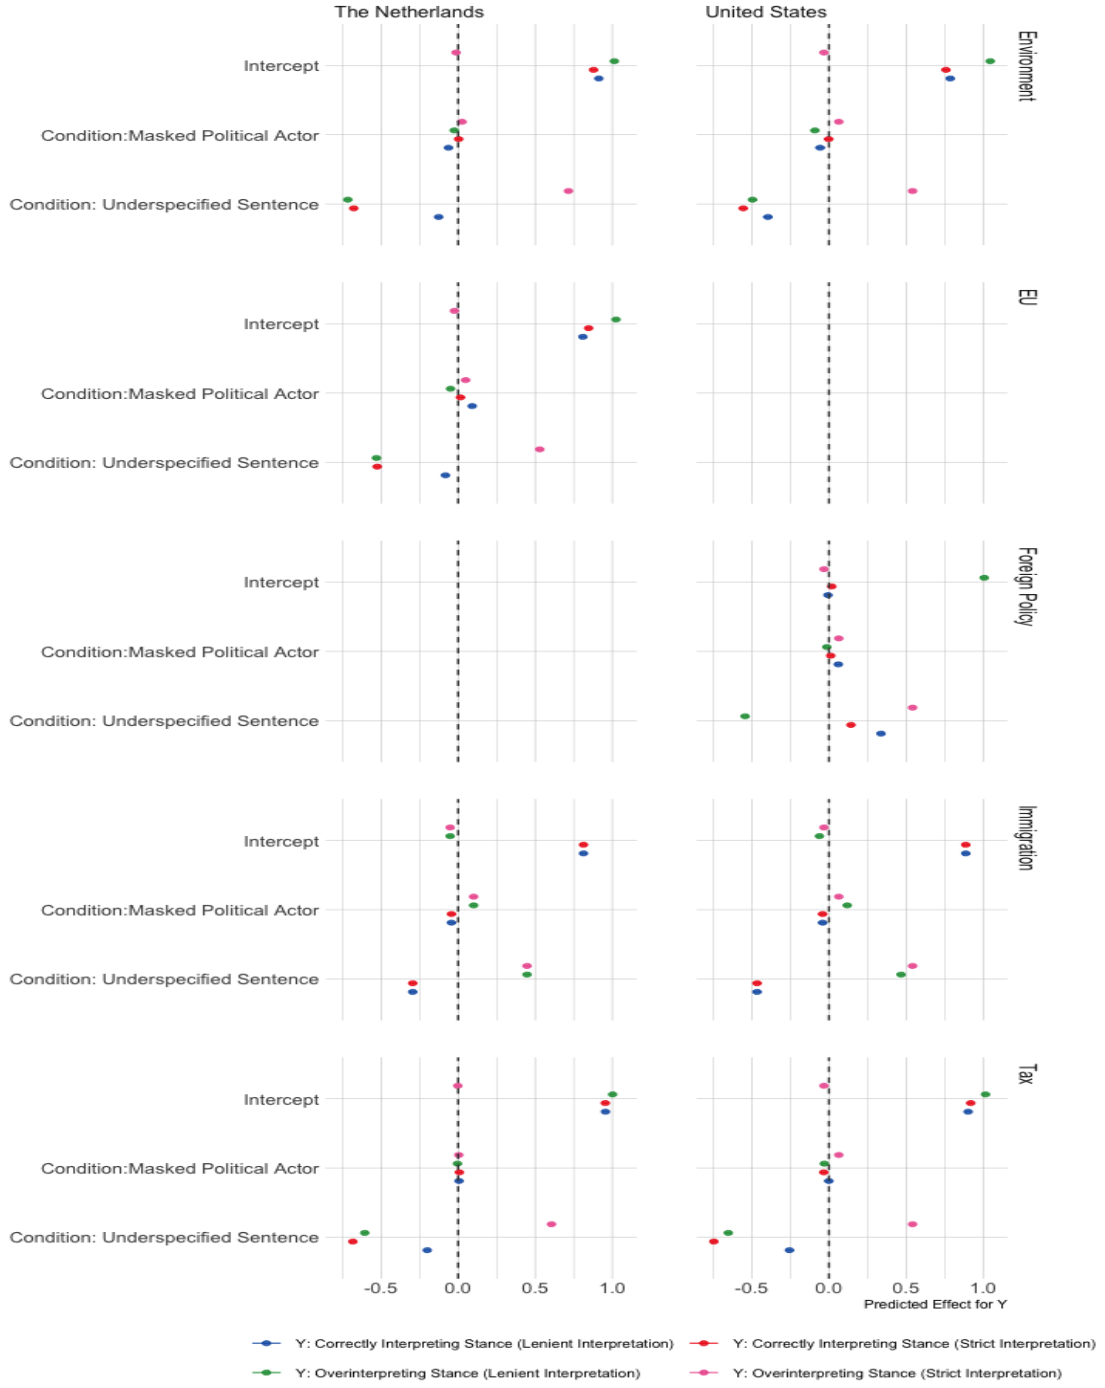 The Netherlands United States
Environment
Intercept
Condition:Masked Political Actor
Condition: Underspecified Sentence
EU
Intercept
Condition:Masked Political Actor
Condition: Underspecified Sentence
Foreign Policy
Intercept
Condition:Masked Political Actor
Condition: Underspecified Sentence
Immigration
Intercept
Condition:Masked Political Actor
Condition: Underspecified Sentence
Tax
Intercept
Condition:Masked Political Actor
Condition: Underspecified Sentence
-0.5 0.0 0.5 1.0 -0.5 0.0 0.5 1.0
Predicted Effect for Y
Y: Correctly Interpreting Stance (Lenient Interpretation) Y: Correctly Interpreting Stance (Strict Interpretation)
Y: Overinterpreting Stance (Lenient Interpretation) Y: Overinterpreting Stance (Strict Interpretation)